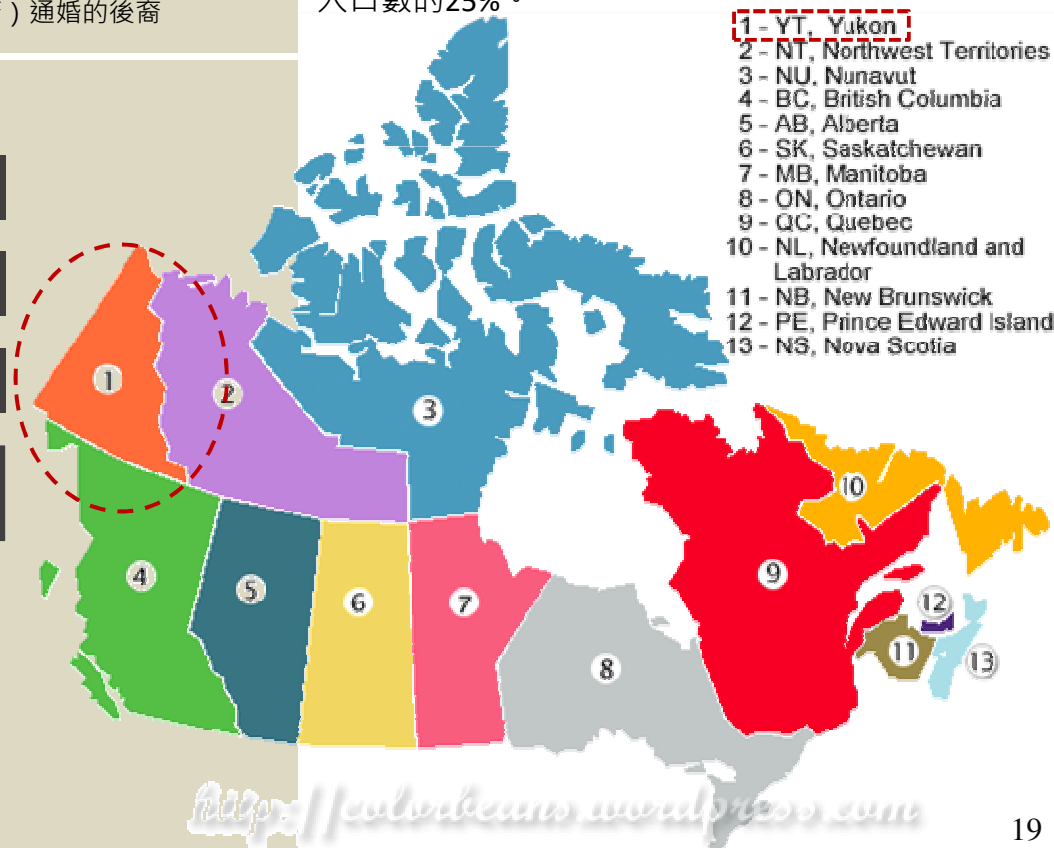 ）通婚的後裔
人口數的25%。
1 - YT, Yukon
2 - NT, Northwest Territories
3 - NU, Nunavut
4 - BC, British Columbia
5 - AB, Alberta
6 - SK, Saskatchewan
7 - MB, Manitoba
8 - ON, Ontario
9 - QC, Quebec
10 - NL, Newfoundland and
Labrador
11 - NB, New Brunswick
12 - PE, Prince Edward Island
13 - NS, Nova Scotia
1
2
3
10
4
5
6
7
9
12
11
13
8
http://colorbeans.wordpress.com
19